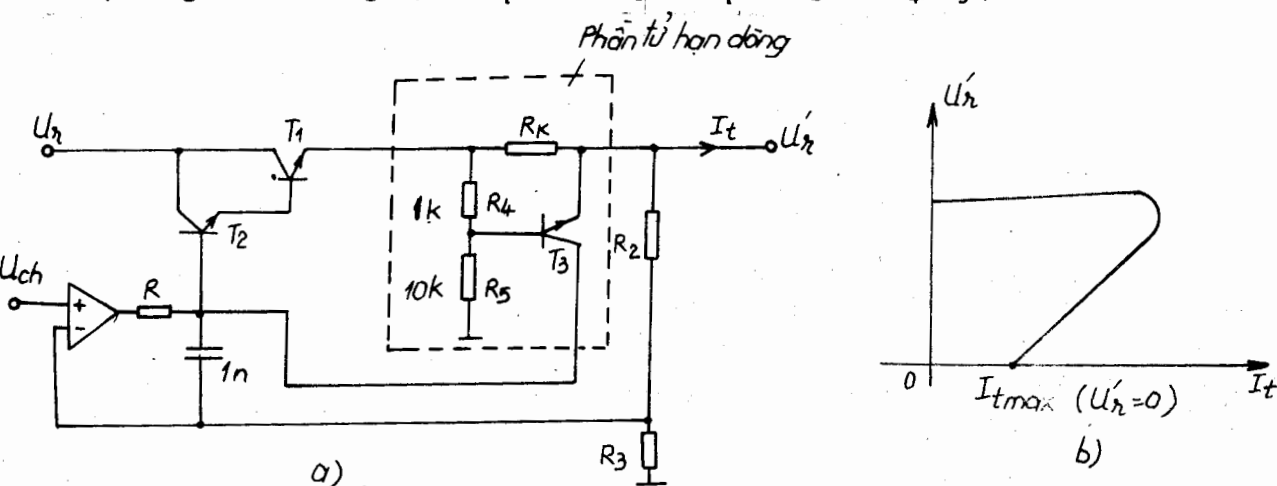 Phần tử hạn dòng
Ur
T1
RK
It
U'r
1k
R4
T2
T3
R2
Uch
R
10k
R5
+
-
1n
R3
a)
U'r
0
Itmax (U'r=0)
It
b)